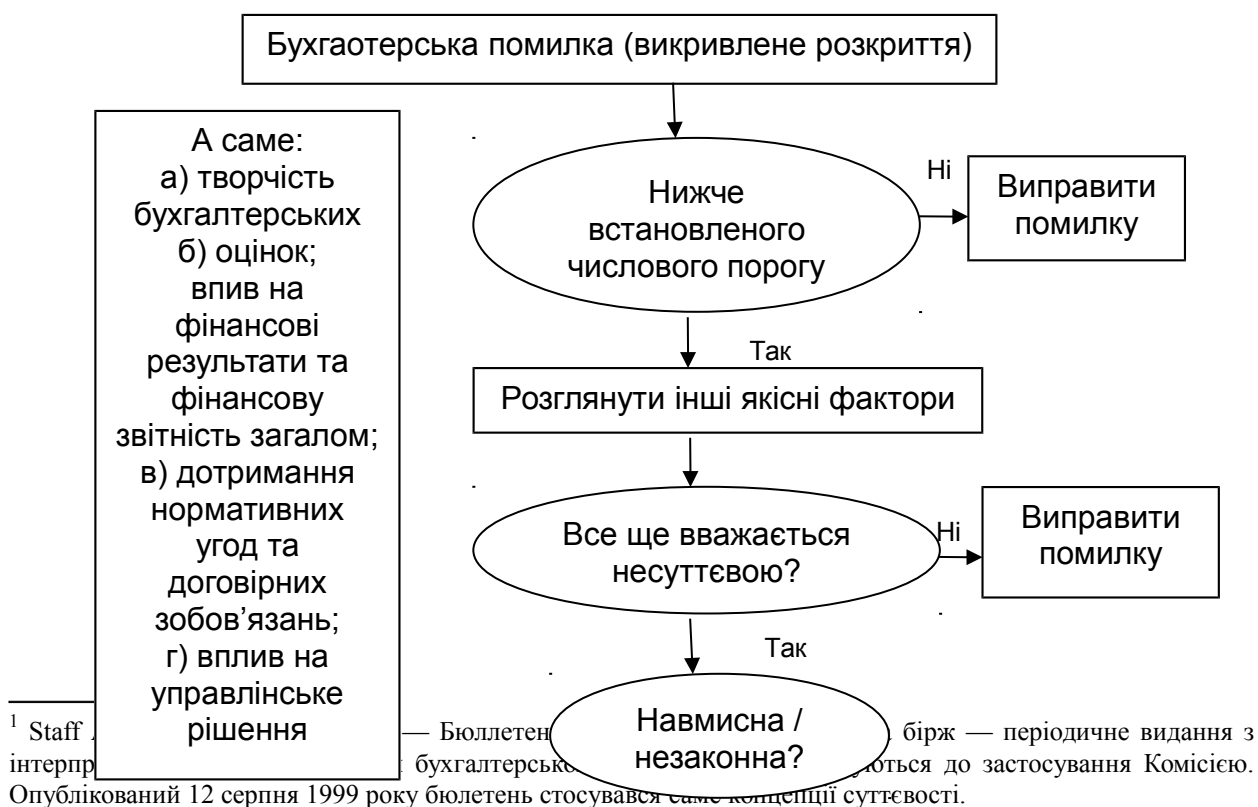 Бухгаотерська помилка (викривлене розкриття)
А саме:
а) творчість
бухгалтерських
б) оцінок;
впив на
фінансові
результати та
фінансову
звітність загалом;
в) дотримання
нормативних
угод та
договірних
зобов’язань;
г) вплив на
управлінське
рішення
Нижче
встановленого
числового порогу
Ні
Виправити
помилку
Так
Розглянути інші якісні фактори
Все ще вважається
несуттєвою?
Ні
Виправити
помилку
Так
Навмисна /
незаконна?
1 Staff — Бюллетен бірж — періодичне видання з
інтерпр бухгалтерсько ються до застосування Комісією.
Опублікований 12 серпня 1999 року бюлетень стосувався саме концепції суттєвості.